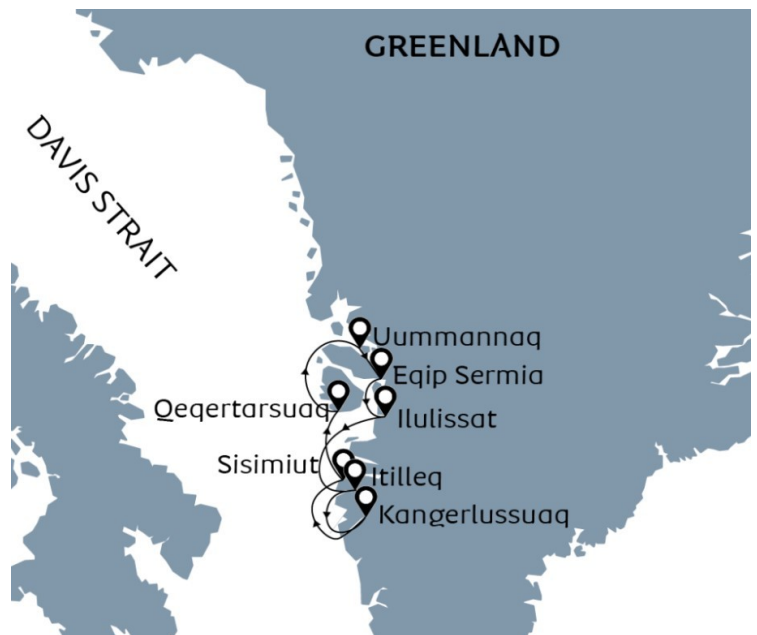 GREENLAND
DAVIS STRAIT
Uummannaq
Eqip Sermia
Qeqertarsuaq
Ilulissat
Sisimiut
Itilleq
Kangerlussuaq